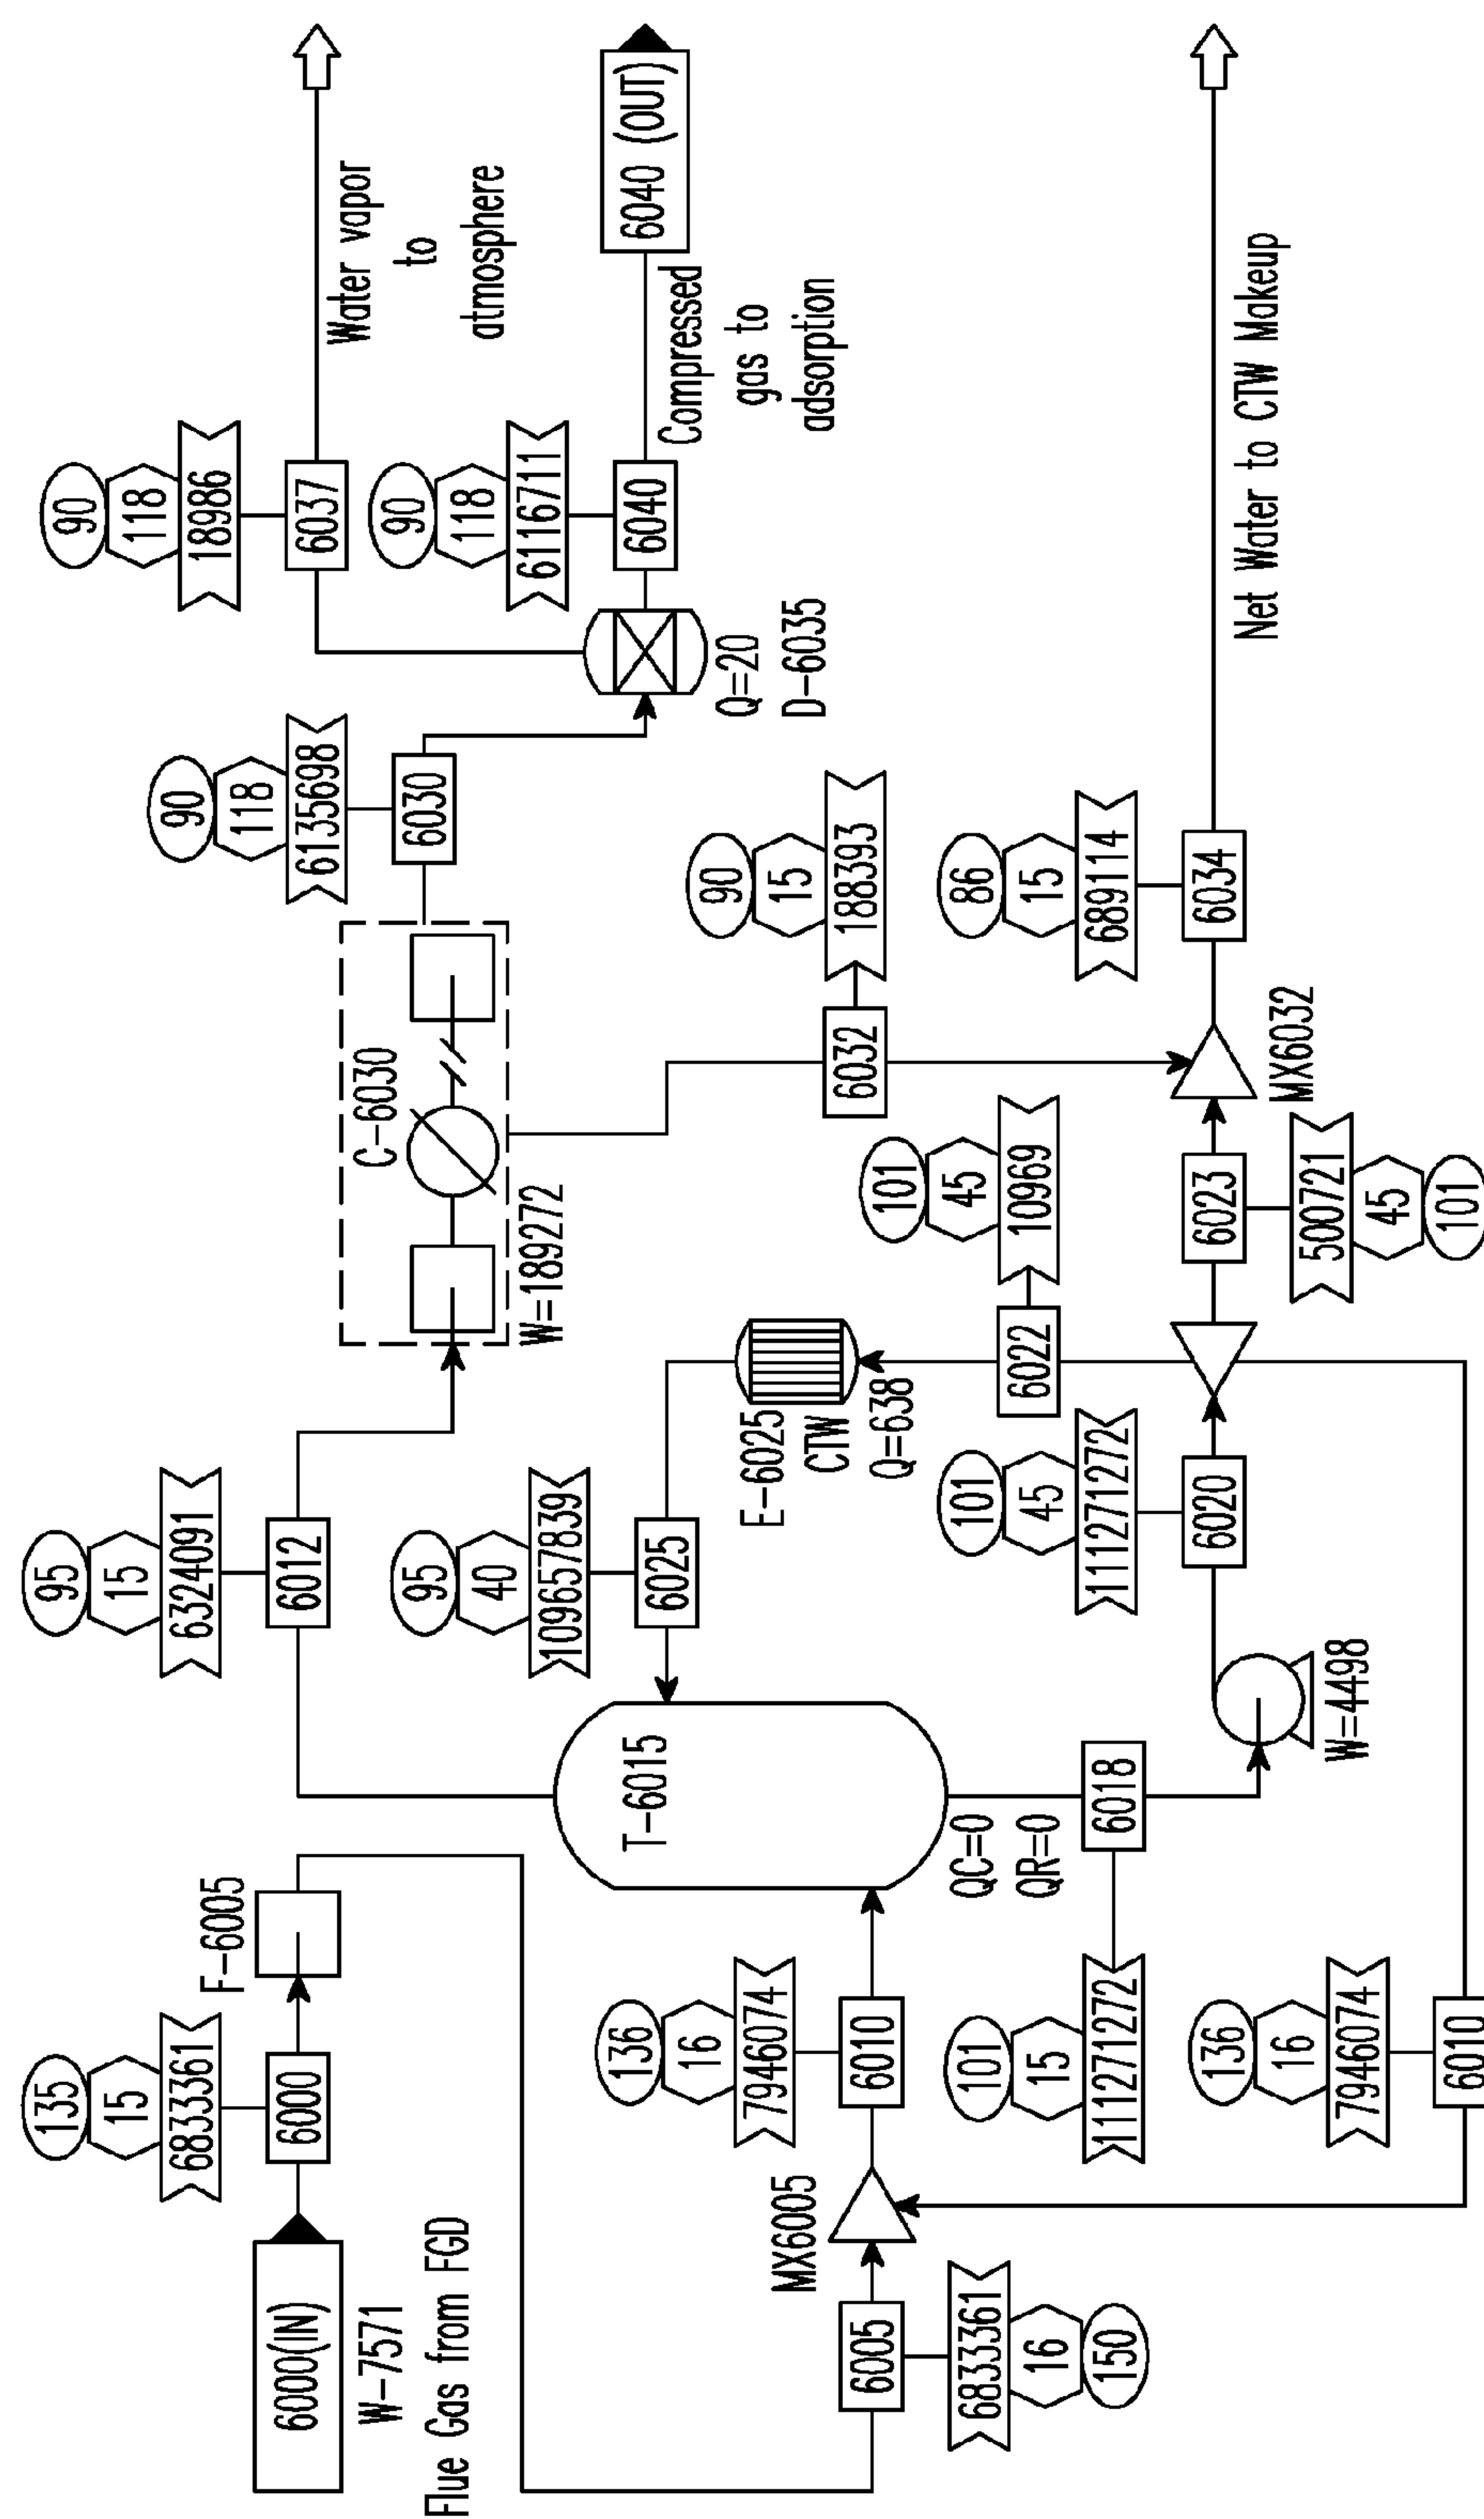 6000(IN)
W-7571
Flue Gas from FGD
135
15
6833361
6000
F-6005
95
15
6324091
6012
95
40
109657839
6025
T-6015
C-6030
W=189272
90
118
6135698
6030
90
118
18986
6037
Water vapor
to
atmosphere
90
118
6116711
6040
6040 (OUT)
Compressed
gas to
adsorption
Q=20
D-6035
E-6025
CTW
Q=638
101
45
10969
6022
90
15
188393
6032
86
15
689114
6034
Net Water to CTW Makeup
MX6032
6023
500721
45
101
101
45
111271272
6020
W=4498
QC=0
QR=0
6018
101
15
111271272
136
16
7946074
6010
MX6005
6005
6833361
16
150
136
16
7946074
6010